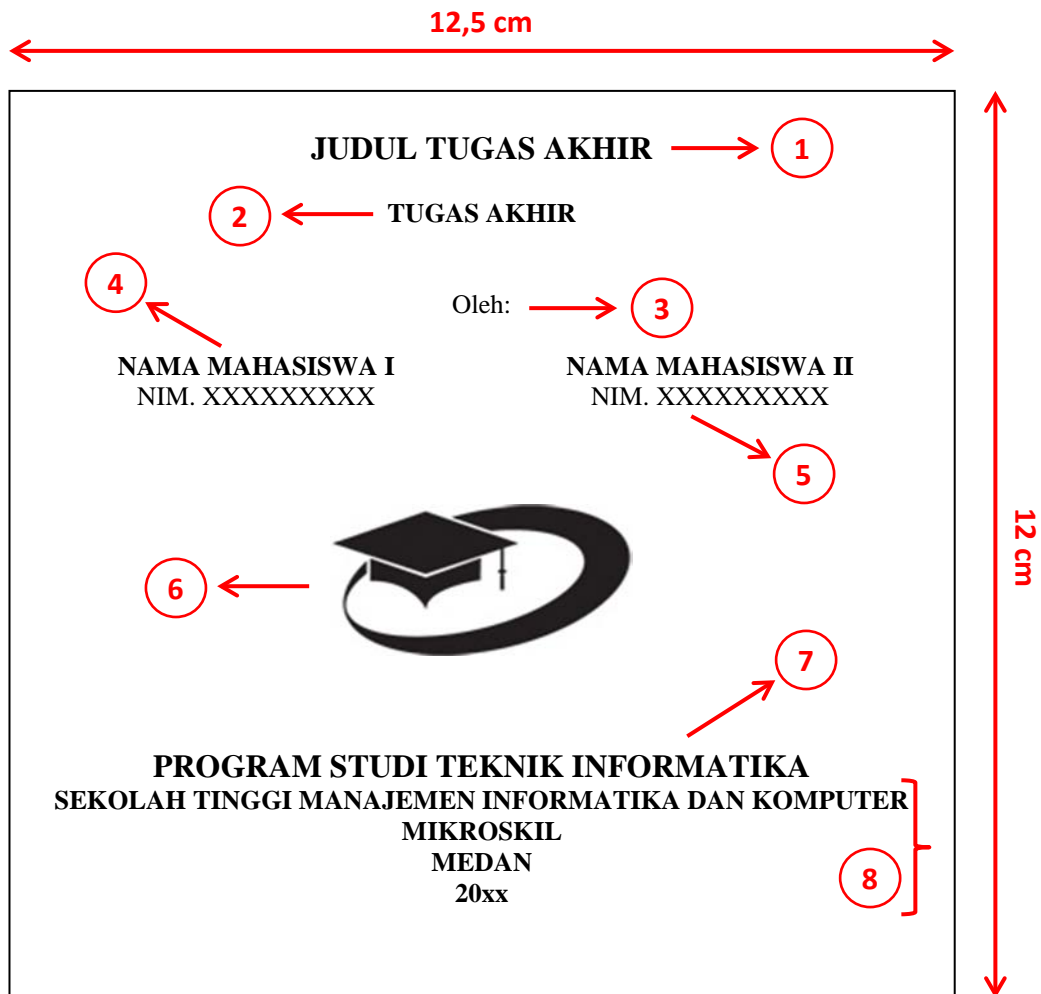 12,5 cm
JUDUL TUGAS AKHIR 1
2 TUGAS AKHIR
4
Oleh: 3
NAMA MAHASISWA I NAMA MAHASISWA II
NIM. XXXXXXXXX NIM. XXXXXXXXX
5
12 cm
6
7
PROGRAM STUDI TEKNIK INFORMATIKA
SEKOLAH TINGGI MANAJEMEN INFORMATIKA DAN KOMPUTER
MIKROSKIL
MEDAN
8
20xx